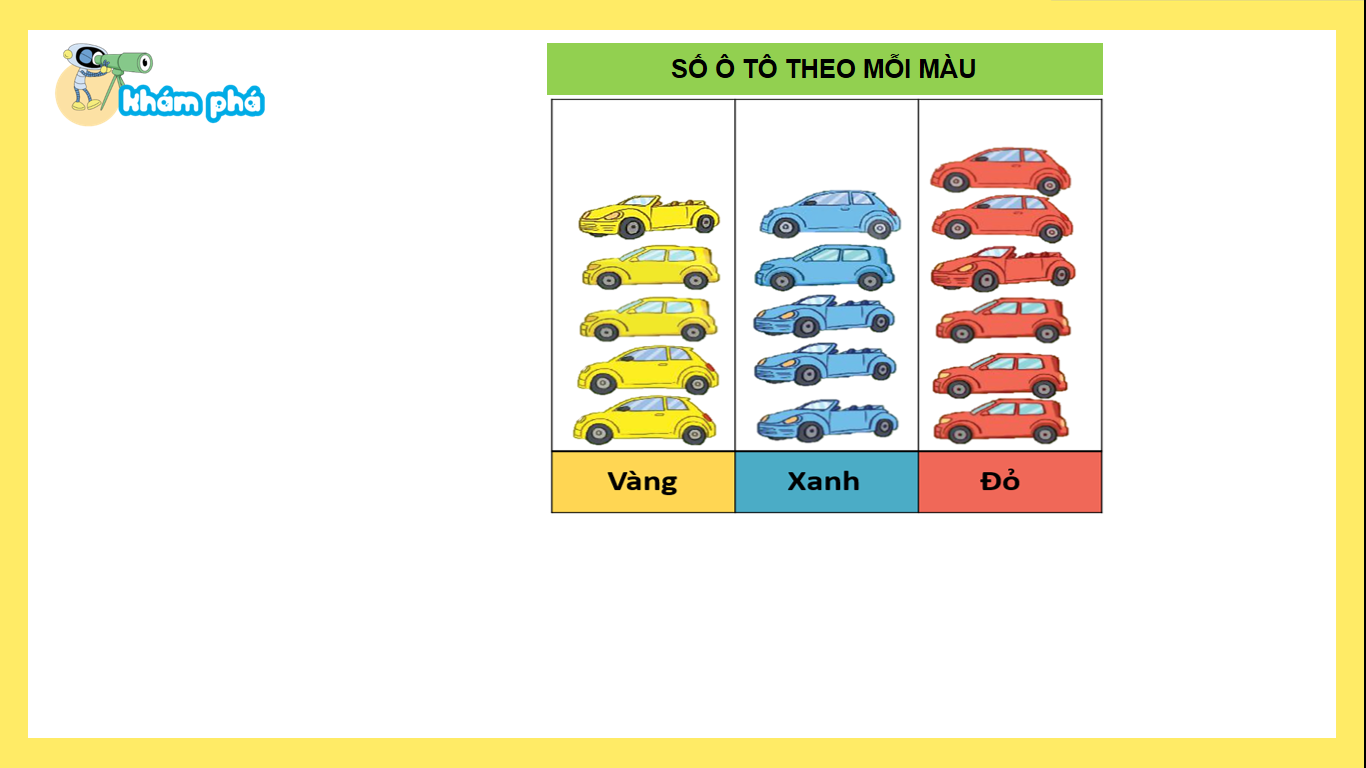 khám phá
SỐ Ô TÔ THEO MỖI MÀU
Vàng
Xanh
Đỏ